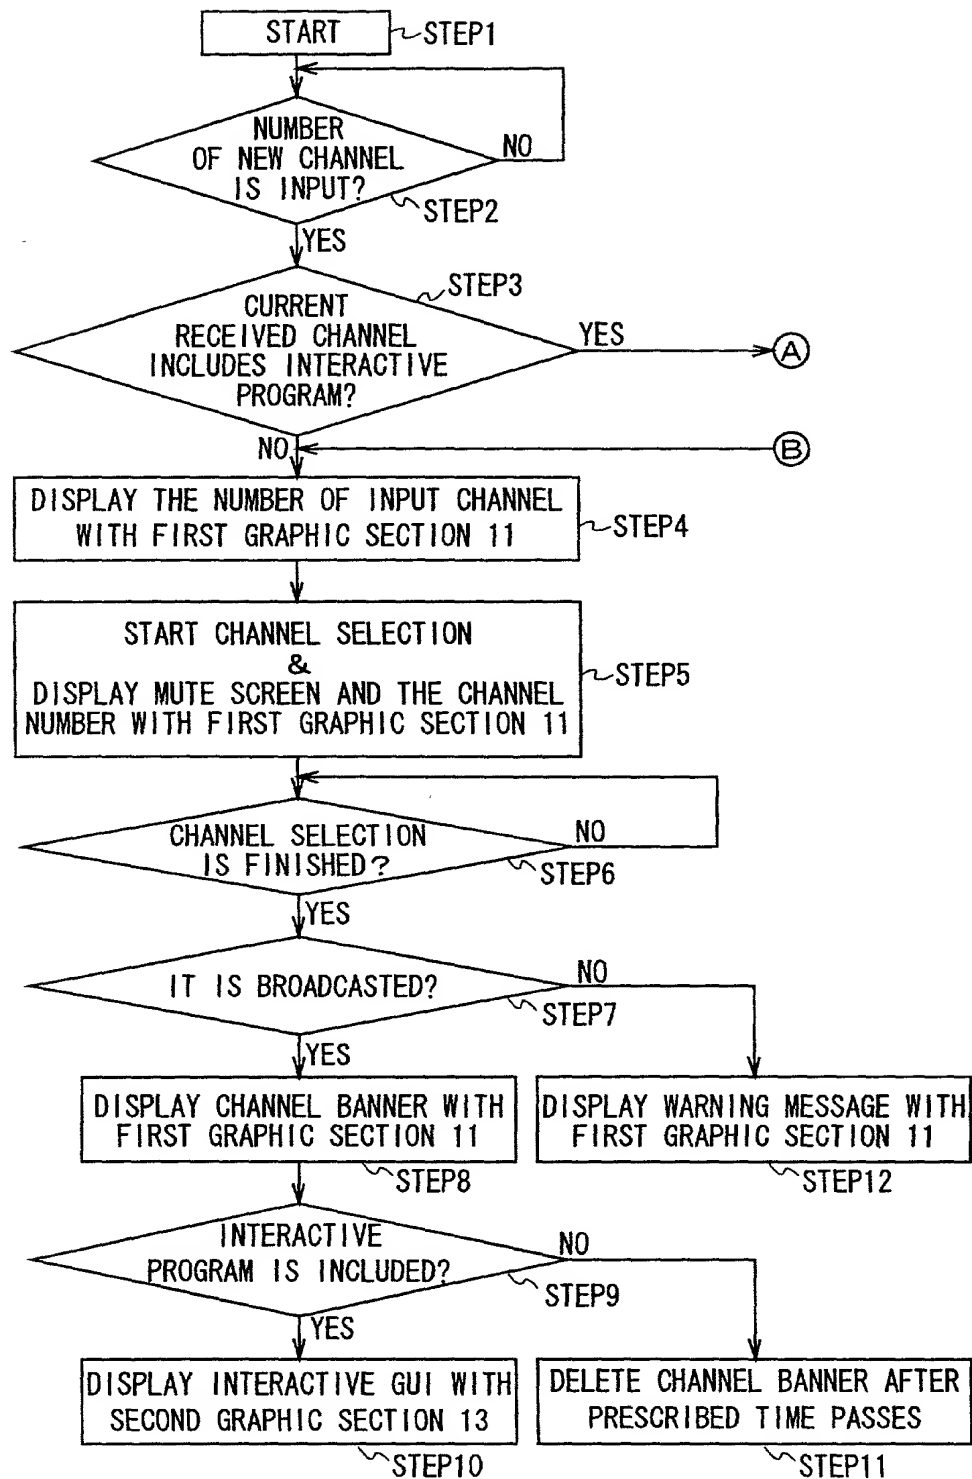 START
STEP1
NUMBER
OF NEW CHANNEL
IS INPUT?
NO
STEP2
YES
STEP3
CURRENT
RECEIVED CHANNEL
INCLUDES INTERACTIVE
PROGRAM?
YES
A
NO
B
DISPLAY THE NUMBER OF INPUT CHANNEL
WITH FIRST GRAPHIC SECTION 11
STEP4
START CHANNEL SELECTION
&
DISPLAY MUTE SCREEN AND THE CHANNEL
NUMBER WITH FIRST GRAPHIC SECTION 11
STEP5
CHANNEL SELECTION
IS FINISHED?
NO
STEP6
YES
IT IS BROADCASTED?
NO
STEP7
YES
DISPLAY CHANNEL BANNER WITH
FIRST GRAPHIC SECTION 11
STEP8
DISPLAY WARNING MESSAGE WITH
FIRST GRAPHIC SECTION 11
STEP12
INTERACTIVE
PROGRAM IS INCLUDED?
NO
STEP9
YES
DISPLAY INTERACTIVE GUI WITH
SECOND GRAPHIC SECTION 13
STEP10
DELETE CHANNEL BANNER AFTER
PRESCRIBED TIME PASSES
STEP11